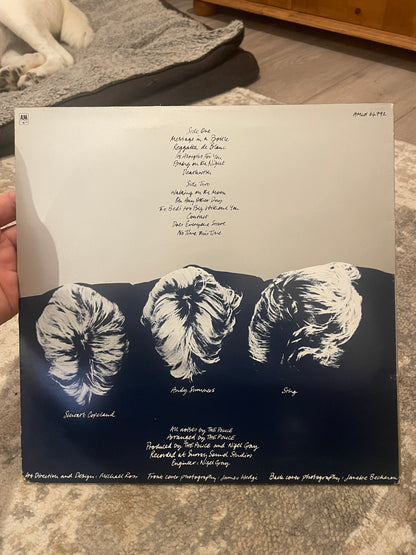 A&M
AMLH 64792
Side One
Message in a Bottle
Reggatta de Blanc
It's Alright For You
Bring on the Night
Deathwish
Side Two
Walking on the Moon
On Any Other Day
The Bed's too Big Without You
Contact
Does Everyone Stare
No Time This Time
Stewart Copeland
Andy Summers
Sting
All noises by THE POLICE
Arranged by THE POLICE
Produced by THE POLICE and Nigel Gray
Recorded at Surrey Sound Studios
Engineer: Nigel Gray
Direction and Design: Michael Ross
Front cover photography: James Wedge
Back cover photography: Janette Beckman